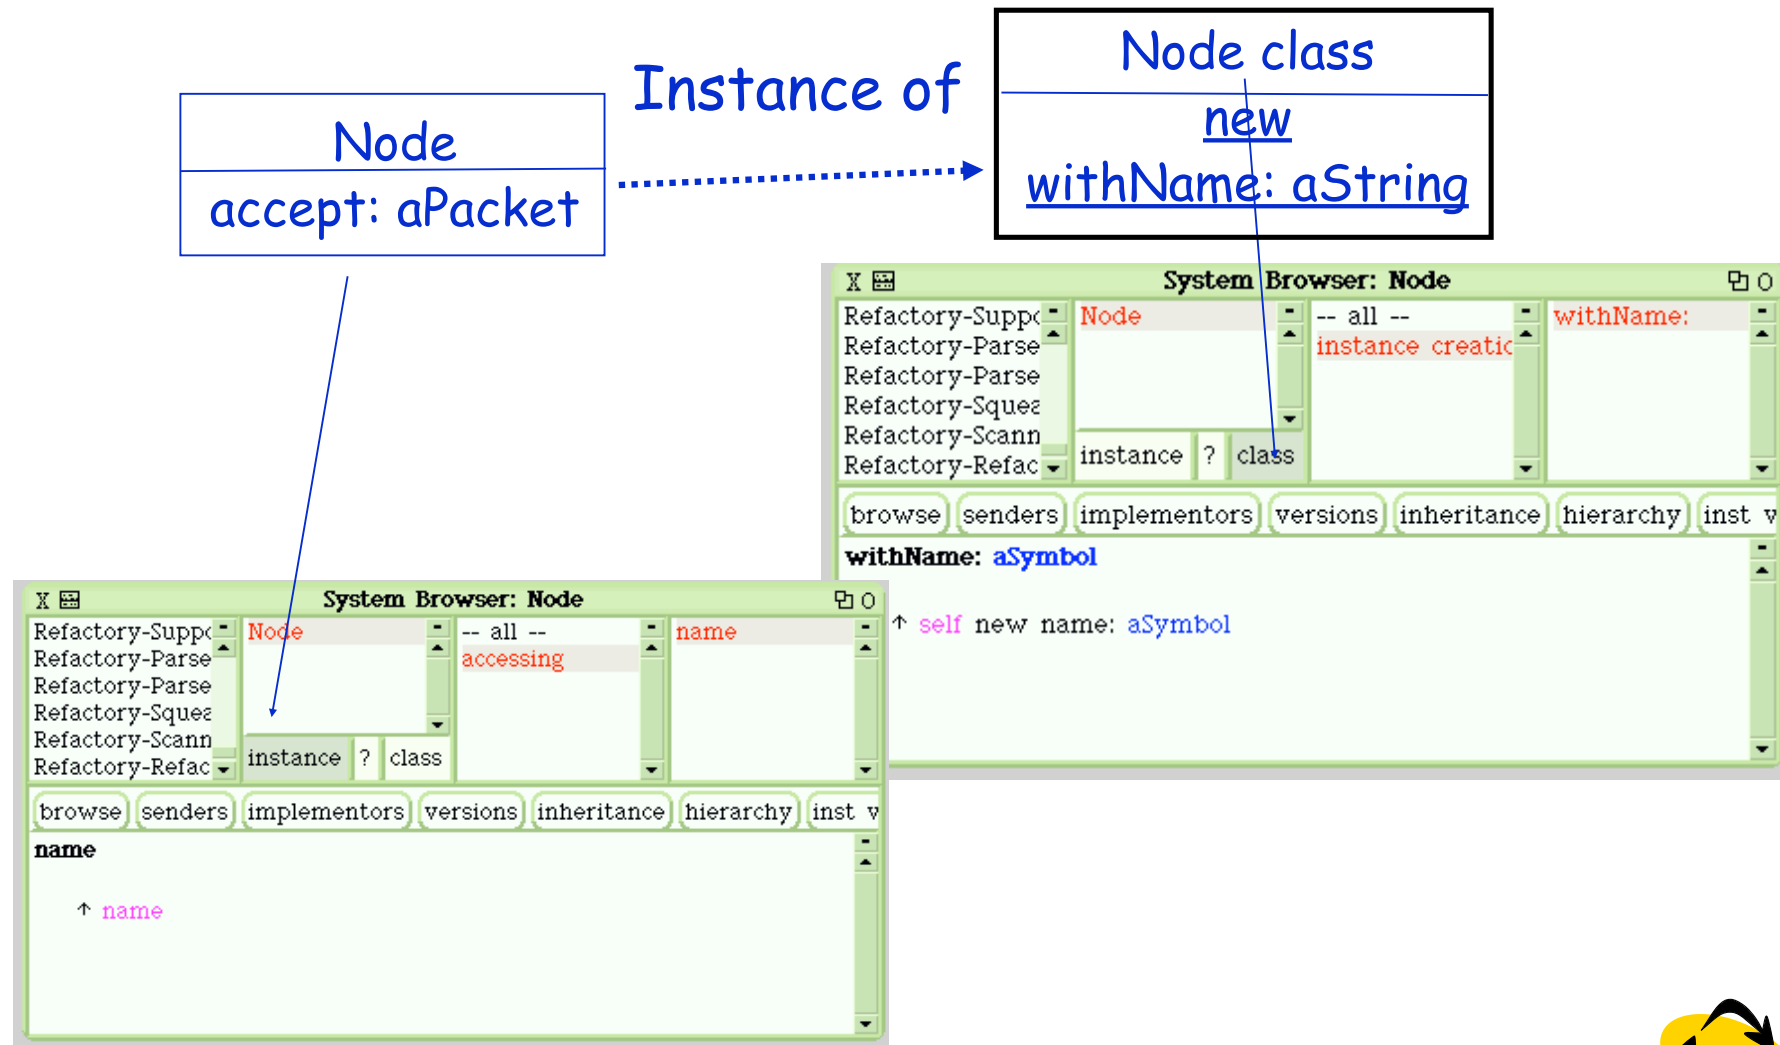 Node class
Instance of
new
Node
withName: aString
accept: aPacket
X System Browser: Node O
Refactory-Suppo
Refactory-Parse
Refactory-Parse
Refactory-Squea
Refactory-Scann
Refactory-Refac
Node
instance ? class
-- all --
instance creatio
withName:
browse senders implementors versions inheritance hierarchy inst v
withName: aSymbol
↑ self new name: aSymbol
X System Browser: Node O
Refactory-Suppo
Refactory-Parse
Refactory-Parse
Refactory-Squea
Refactory-Scann
Refactory-Refac
Node
instance ? class
-- all --
accessing
name
browse senders implementors versions inheritance hierarchy inst v
name
↑ name